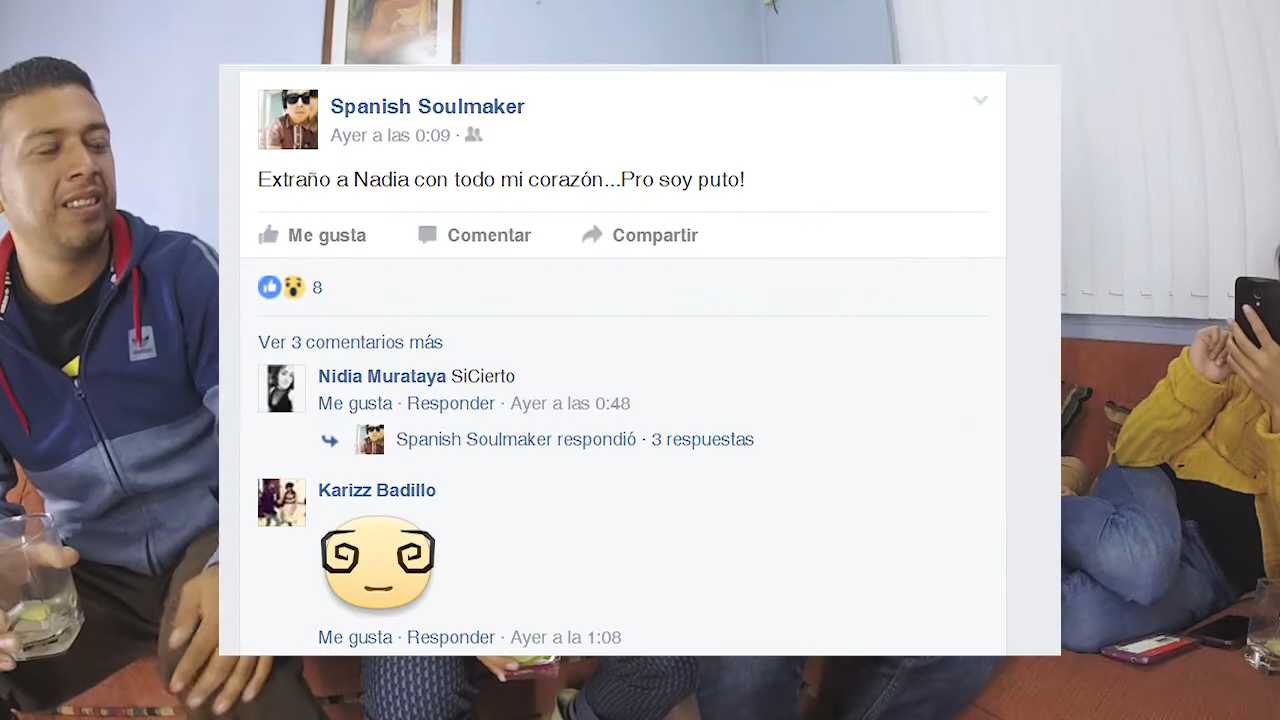 Spanish Soulmaker
Ayer a las 0:09 ·
Extraño a Nadia con todo mi corazón...Pro soy puto!
Me gusta Comentar Compartir
8
Ver 3 comentarios más
Nidia Murataya SiCierto
Me gusta · Responder · Ayer a las 0:48
Spanish Soulmaker respondió · 3 respuestas
Karizz Badillo
Me gusta · Responder · Ayer a la 1:08